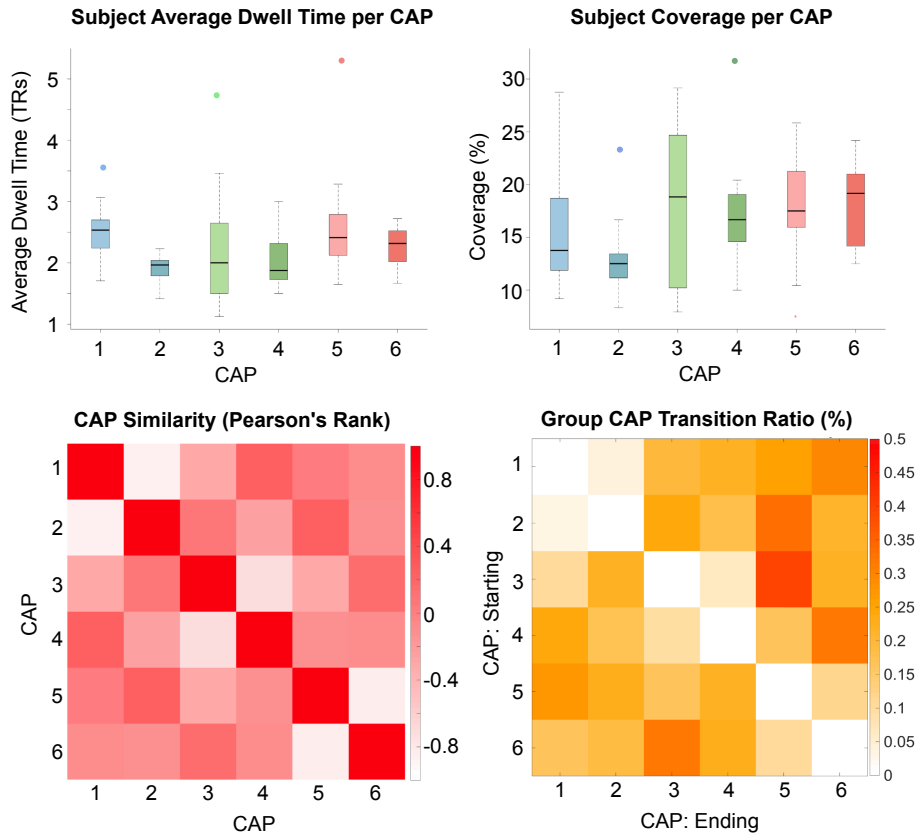 Subject Average Dwell Time per CAP
Average Dwell Time (TRs)
5
4
3
2
1
1 2 3 4 5 6
CAP
Subject Coverage per CAP
Coverage (%)
30
25
20
15
10
1 2 3 4 5 6
CAP
CAP Similarity (Pearson's Rank)
CAP
1
2
3
4
5
6
1 2 3 4 5 6
CAP
0.8
0.4
0
-0.4
-0.8
Group CAP Transition Ratio (%)
CAP: Starting
1
2
3
4
5
6
1 2 3 4 5 6
CAP: Ending
0.5
0.45
0.4
0.35
0.3
0.25
0.2
0.15
0.1
0.05
0